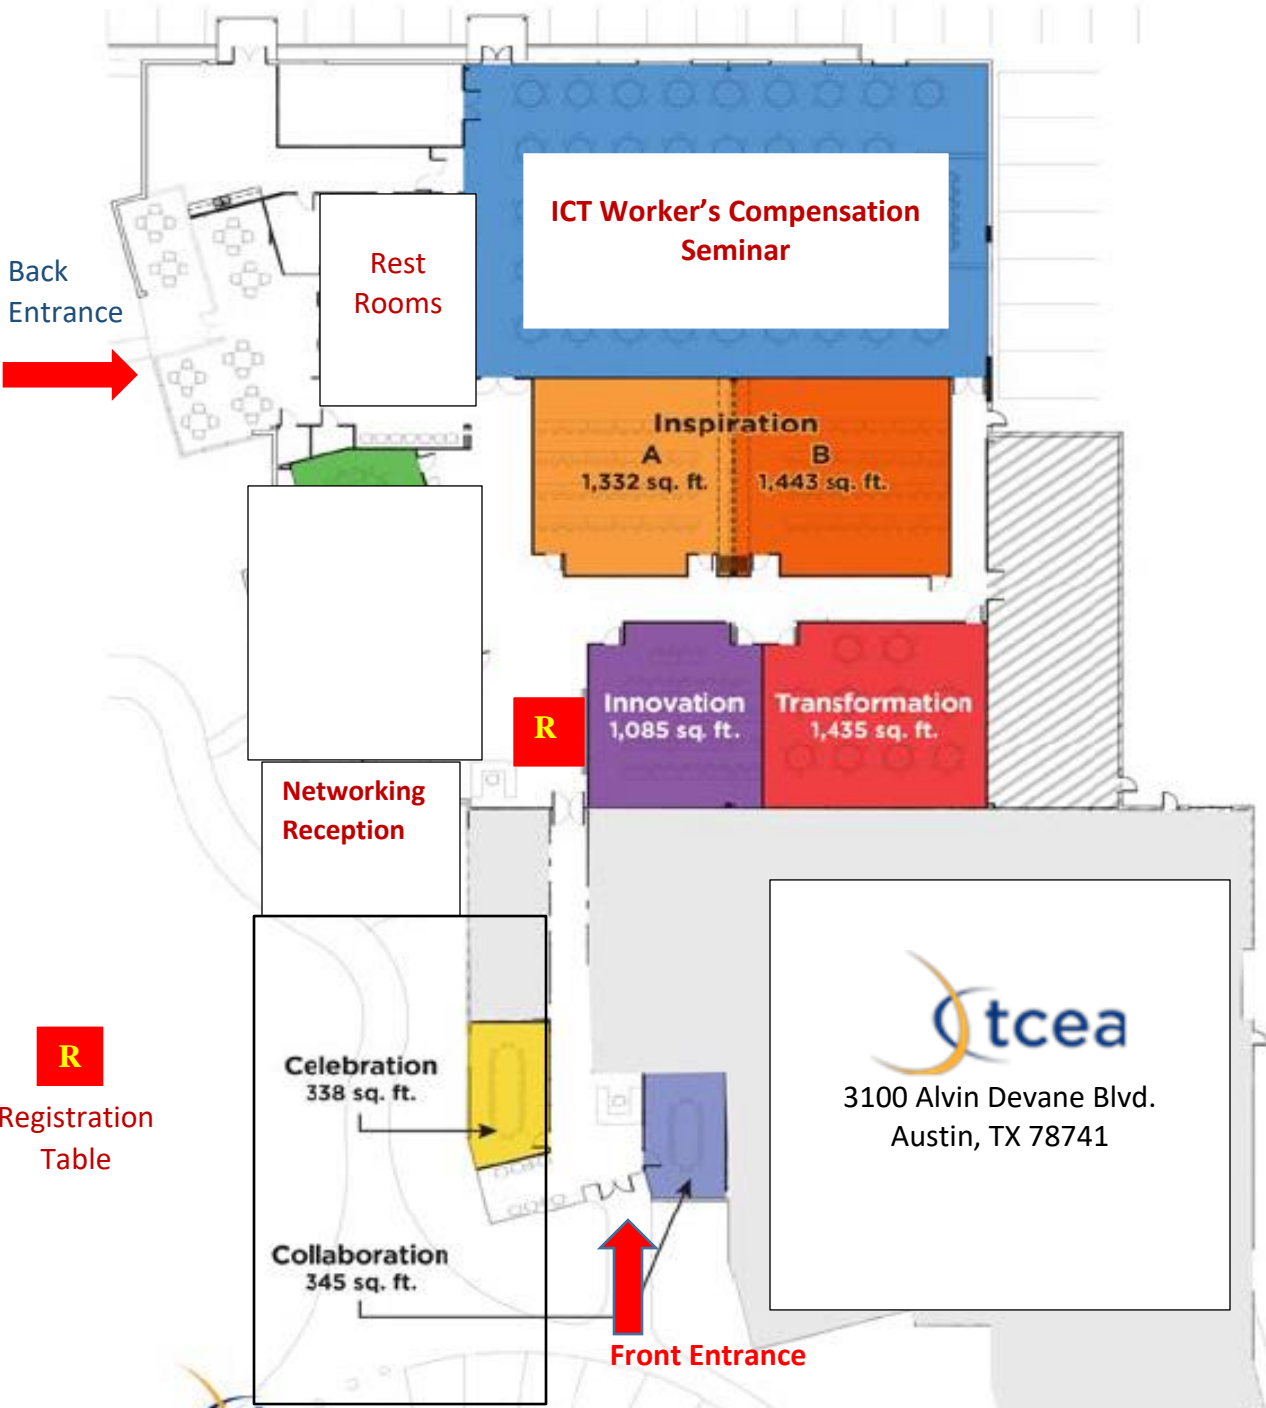 ICT Worker's Compensation
Seminar
Rest
Rooms
Back
Entrance
Inspiration
A
1,332 sq. ft.
B
1,443 sq. ft.
Innovation
1,085 sq. ft.
Transformation
1,435 sq. ft.
R
Networking
Reception
tcea
3100 Alvin Devane Blvd.
Austin, TX 78741
R
Registration
Table
Celebration
338 sq. ft.
Collaboration
345 sq. ft.
Front Entrance